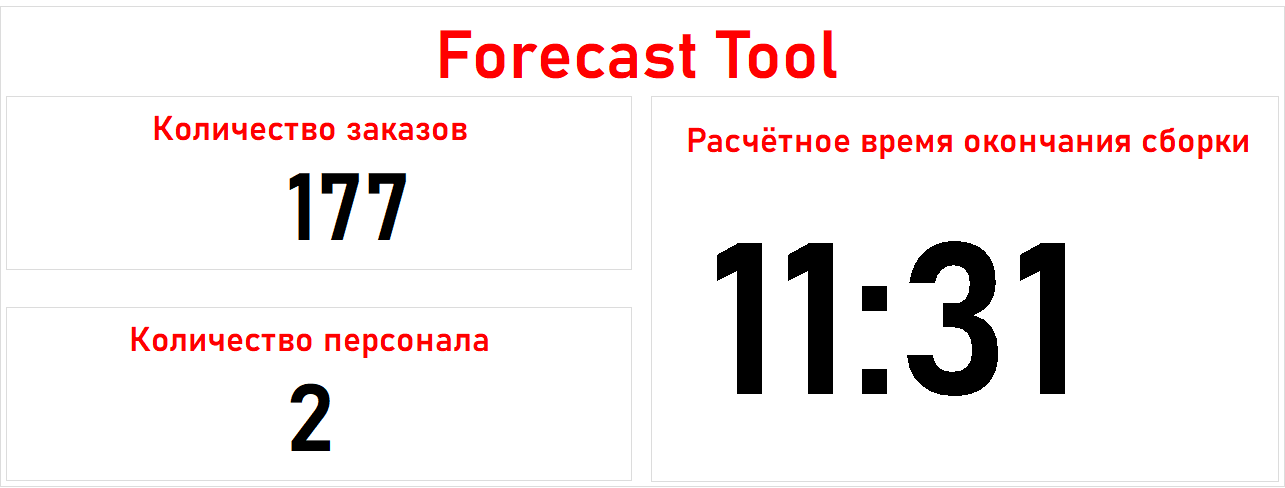 Forecast Tool
Количество заказов
177
Количество персонала
2
Расчётное время окончания сборки
11:31